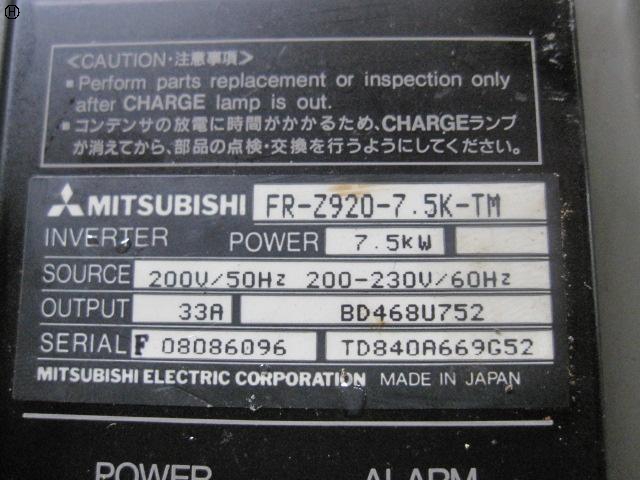 <CAUTION・注意事項>
▪ Perform parts replacement or inspection only
after CHARGE lamp is out.
▪ コンデンサの放電に時間がかかるため、CHARGEランプ
が消えてから、部品の点検・交換を行うようにしてください。
MITSUBISHI FR-Z920-7.5K-TM
INVERTER POWER 7.5kW
SOURCE 200V/50Hz 200-230V/60Hz
OUTPUT 33A BD468U752
SERIAL F 08086096 TD840A669G52
MITSUBISHI ELECTRIC CORPORATION MADE IN JAPAN
POWER ALARM
H